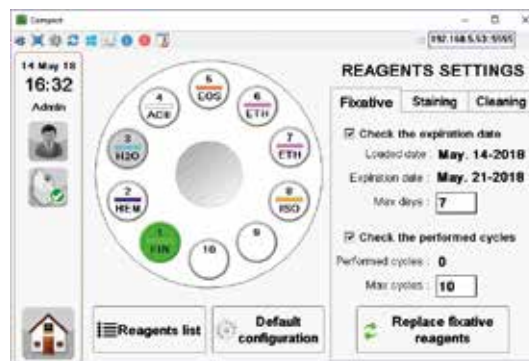 Compact
192.168.5.53:5555
14 May 18
16:32
Admin
1
FIN
2
HEM
3
H2O
4
ACE
5
EOS
6
ETH
7
ETH
8
ISO
9
10
Reagents list
Default
configuration
REAGENTS SETTINGS
Fixative Staining Cleaning
Check the expiration date
Loaded date : May. 14-2018
Expiration date : May. 21-2018
Max days : 7
Check the performed cycles
Performed cycles : 0
Max cycles : 10
Replace fixative
reagents